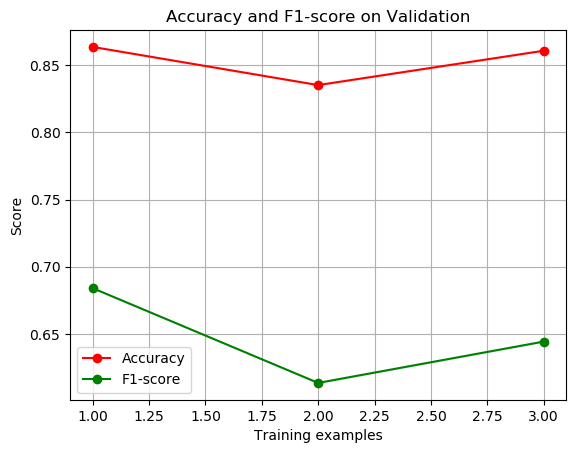 Accuracy and F1-score on Validation
Score
0.85
0.80
0.75
0.70
0.65
Accuracy
F1-score
1.00 1.25 1.50 1.75 2.00 2.25 2.50 2.75 3.00
Training examples